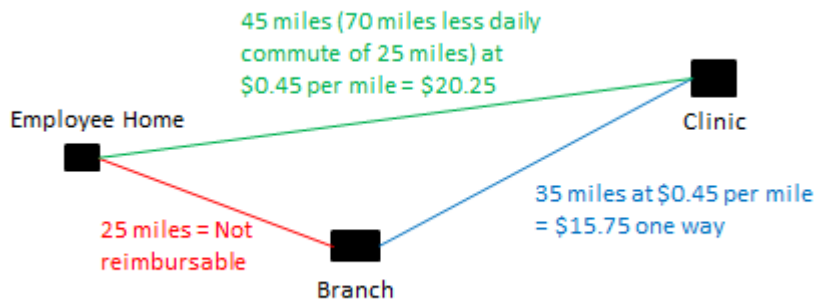 45 miles (70 miles less daily
commute of 25 miles) at
$0.45 per mile = $20.25
Employee Home
Clinic
35 miles at $0.45 per mile
= $15.75 one way
25 miles = Not
reimbursable
Branch